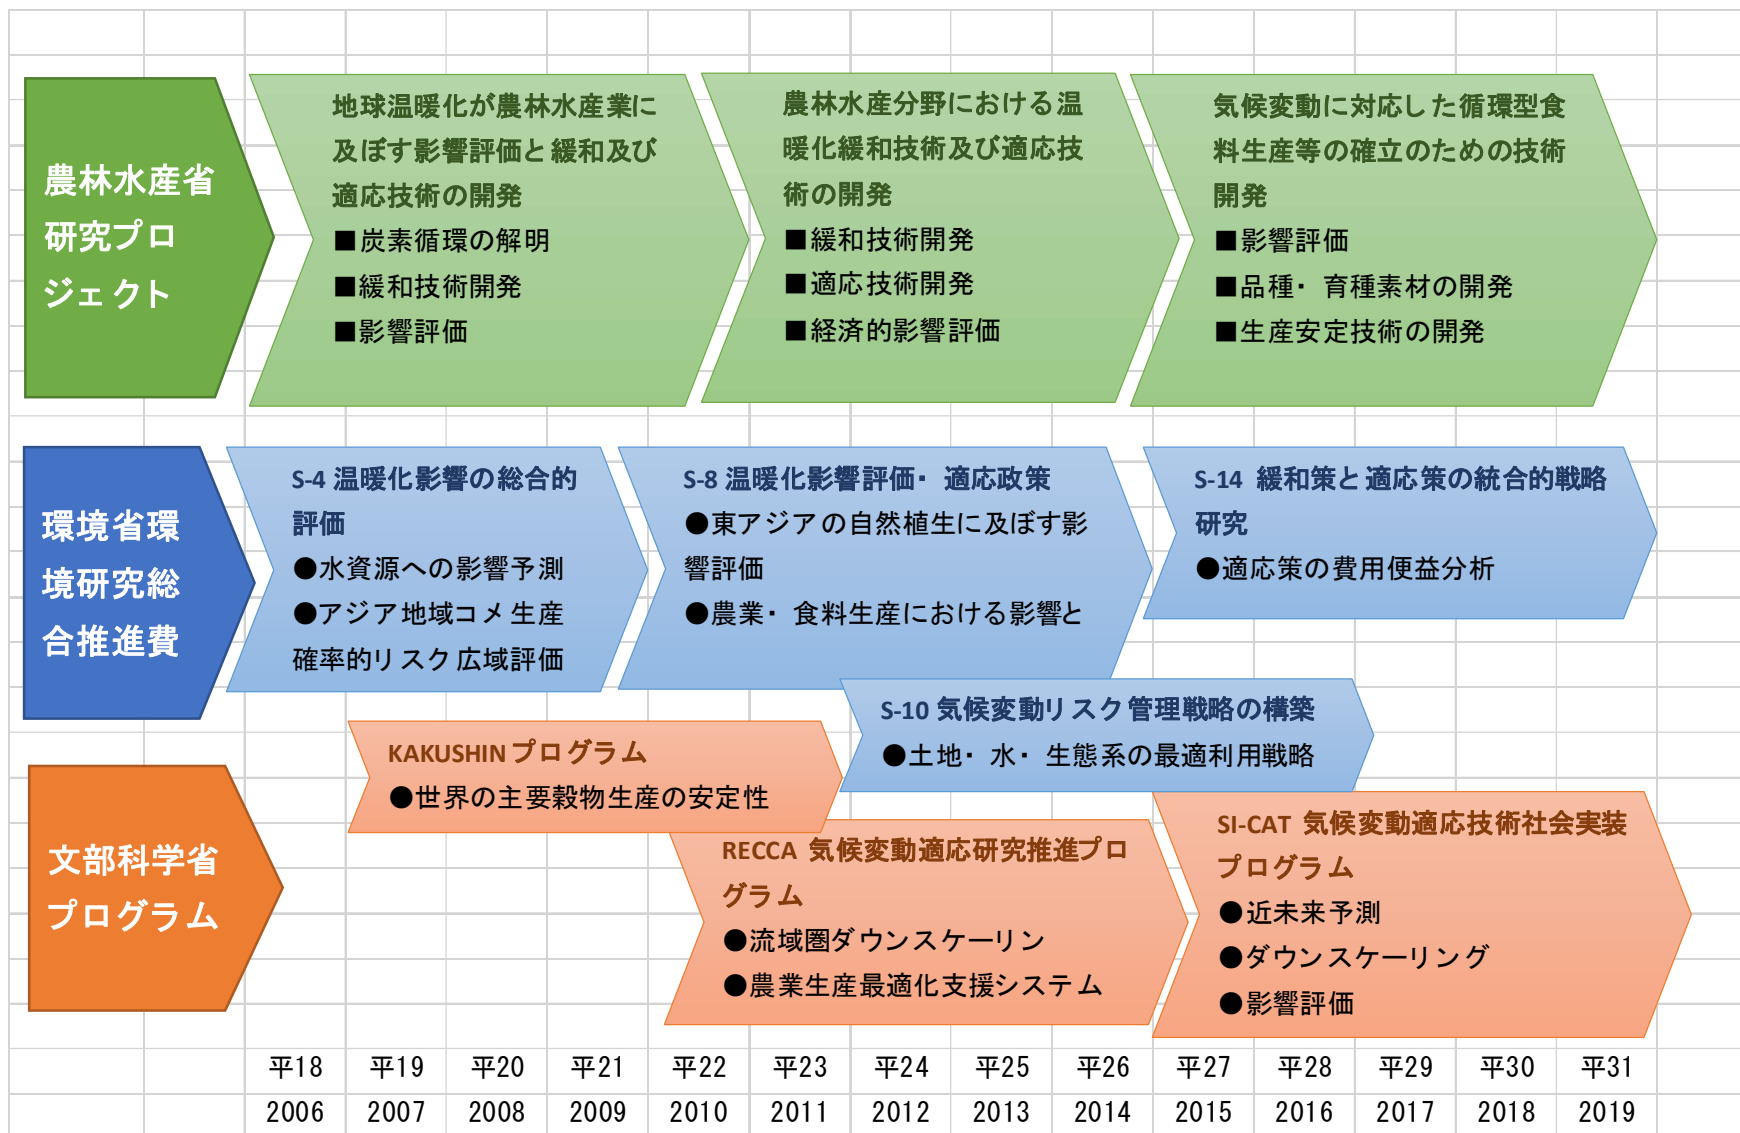 農林水産省
研究プロ
ジェクト
地球温暖化が農林水産業に
及ぼす影響評価と緩和及び
適応技術の開発
■炭素循環の解明
■緩和技術開発
■影響評価
農林水産分野における温
暖化緩和技術及び適応技
術の開発
■緩和技術開発
■適応技術開発
■経済的影響評価
気候変動に対応した循環型食
料生産等の確立のための技術
開発
■影響評価
■品種・育種素材の開発
■生産安定技術の開発
環境省環
境研究総
合推進費
S-4 温暖化影響の総合的
評価
●水資源への影響予測
●アジア地域コメ生産
確率的リスク広域評価
S-8 温暖化影響評価・適応政策
●東アジアの自然植生に及ぼす影
響評価
●農業・食料生産における影響と
S-14 緩和策と適応策の統合的戦略
研究
●適応策の費用便益分析
S-10 気候変動リスク管理戦略の構築
●土地・水・生態系の最適利用戦略
文部科学省
プログラム
KAKUSHIN プログラム
●世界の主要穀物生産の安定性
RECCA 気候変動適応研究推進プロ
グラム
●流域圏ダウンスケーリン
●農業生産最適化支援システム
SI-CAT 気候変動適応技術社会実装
プログラム
●近未来予測
●ダウンスケーリング
●影響評価
平18 平19 平20 平21 平22 平23 平24 平25 平26 平27 平28 平29 平30 平31
2006 2007 2008 2009 2010 2011 2012 2013 2014 2015 2016 2017 2018 2019